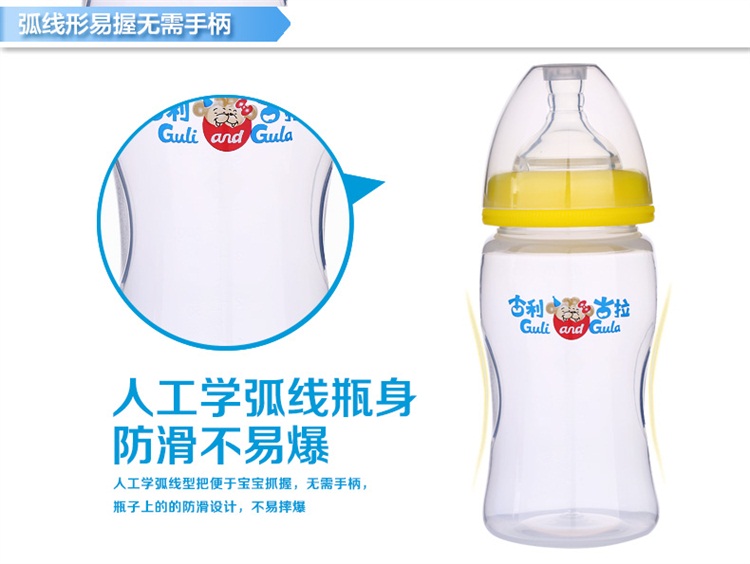 弧线形易握无需手柄
古利 古拉
Guli and Gula
古利 古拉
Guli and Gula
人工学弧线瓶身
防滑不易爆
人工学弧线型把便于宝宝抓握，无需手柄，
瓶子上的的防滑设计，不易摔爆